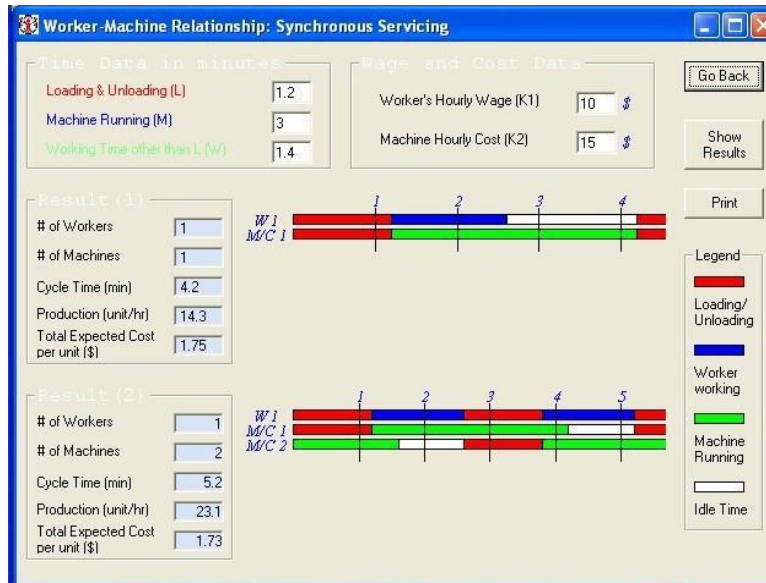 Worker-Machine Relationship: Synchronous Servicing
Time Data in minutes
Loading & Unloading (L) 1.2
Machine Running (M) 3
Working Time other than L (W) 1.4
Wage and Cost Data
Worker's Hourly Wage (K1) 10 $
Machine Hourly Cost (K2) 15 $
Go Back
Show
Results
Print
Result (1)
# of Workers 1
# of Machines 1
Cycle Time (min) 4.2
Production (unit/hr) 14.3
Total Expected Cost
per unit ($) 1.75
1 2 3 4
W 1
M/C 1
Legend
Loading/
Unloading
Worker
working
Machine
Running
Idle Time
Result (2)
# of Workers 1
# of Machines 2
Cycle Time (min) 5.2
Production (unit/hr) 23.1
Total Expected Cost
per unit ($) 1.73
1 2 3 4 5
W 1
M/C 1
M/C 2